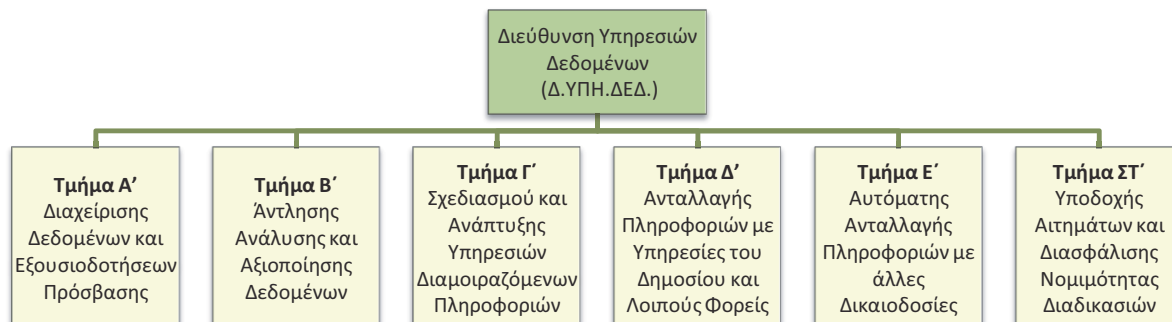 Διεύθυνση Υπηρεσιών
Δεδομένων
(Δ.ΥΠΗ.ΔΕΔ.)
Τμήμα Α’
Διαχείρισης
Δεδομένων και
Εξουσιοδοτήσεων
Πρόσβασης
Τμήμα Β΄
Άντλησης
Ανάλυσης και
Αξιοποίησης
Δεδομένων
Τμήμα Γ΄
Σχεδιασμού και
Ανάπτυξης
Υπηρεσιών
Διαμοιραζόμενων
Πληροφοριών
Τμήμα Δ’
Ανταλλαγής
Πληροφοριών με
Υπηρεσίες του
Δημοσίου και
Λοιπούς Φορείς
Τμήμα Ε΄
Αυτόματης
Ανταλλαγής
Πληροφοριών με
άλλες
Δικαιοδοσίες
Τμήμα ΣΤ΄
Υποδοχής
Αιτημάτων και
Διασφάλισης
Νομιμότητας
Διαδικασιών